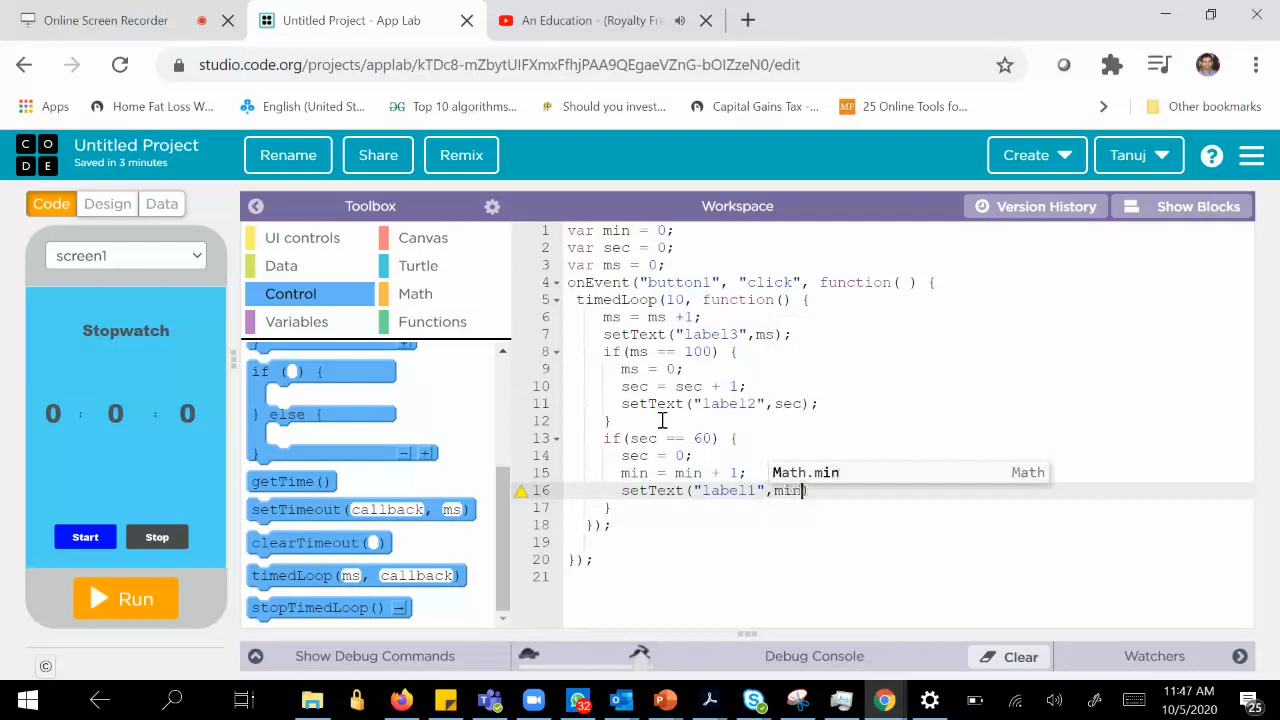 Online Screen Recorder
Untitled Project - App Lab
An Education - (Royalty Fr
studio.code.org/projects/applab/kTDc8-mZbytUIFXmxFfhjPAA9QEgaeVZnG-bOIZzeN0/edit
Apps
Home Fat Loss W...
English (United St...
Top 10 algorithms...
Should you invest...
Capital Gains Tax -...
25 Online Tools fo...
Other bookmarks
C O
D E
Untitled Project
Saved in 3 minutes
Rename
Share
Remix
Create
Tanuj
?
Code
Design
Data
Toolbox
Workspace
Version History
Show Blocks
screen1
Stopwatch
0 : 0 : 0
Start
Stop
Run
UI controls
Canvas
Data
Turtle
Control
Math
Variables
Functions
if ( ) {
} else {
}
getTime()
setTimeout(callback, ms)
clearTimeout( )
timedLoop(ms, callback)
stopTimedLoop()
1 var min = 0;
2 var sec = 0;
3 var ms = 0;
4 onEvent("button1", "click", function( ) {
5 timedLoop(10, function() {
6 ms = ms +1;
7 setText("label3",ms);
8 if(ms == 100) {
9 ms = 0;
10 sec = sec + 1;
11 setText("label2",sec);
12 }
13 if(sec == 60) {
14 sec = 0;
15 min = min + 1;
Math.min Math
16 setText("label1",min)
17 }
18 });
19
20 });
21
Show Debug Commands
Debug Console
Clear
Watchers
32
11:47 AM
10/5/2020
25